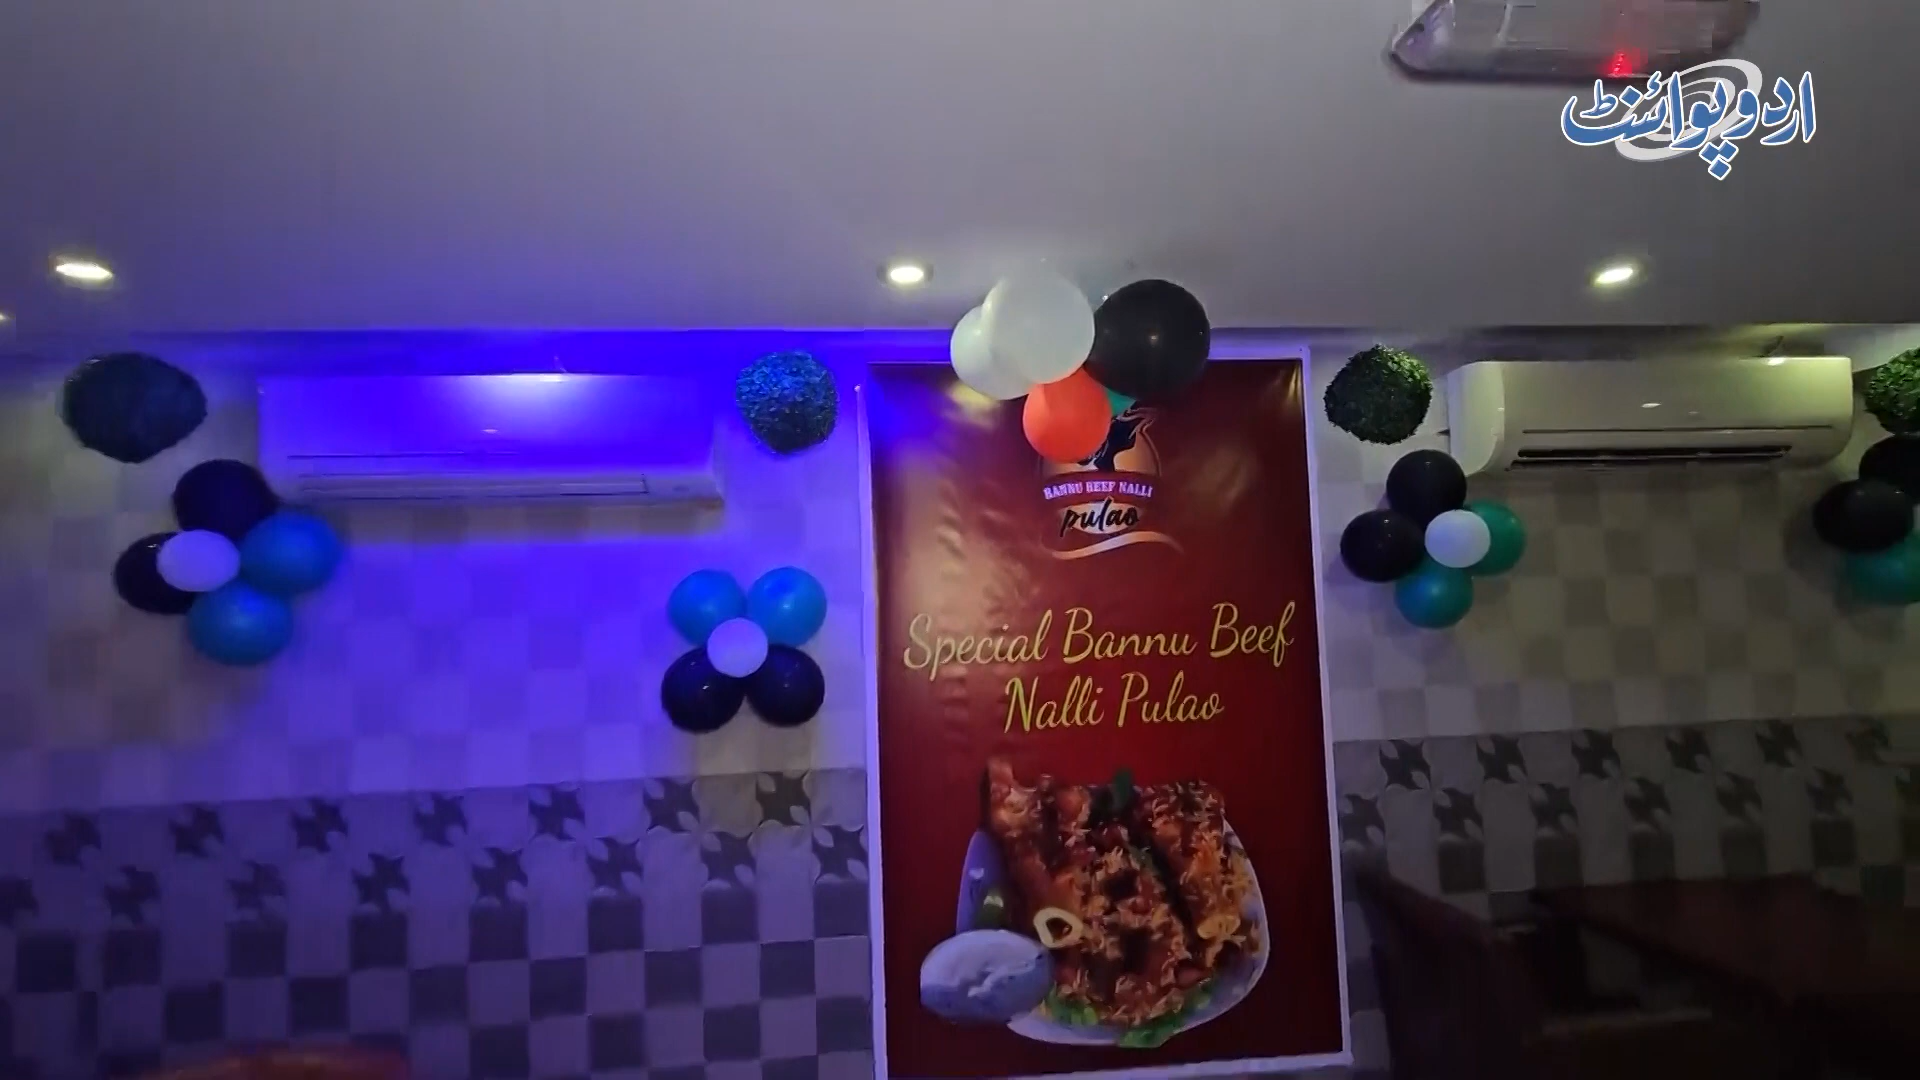 اردو پوائنٹ
BANNU BEEF NALLI
pulao
Special Bannu Beef
Nalli Pulao